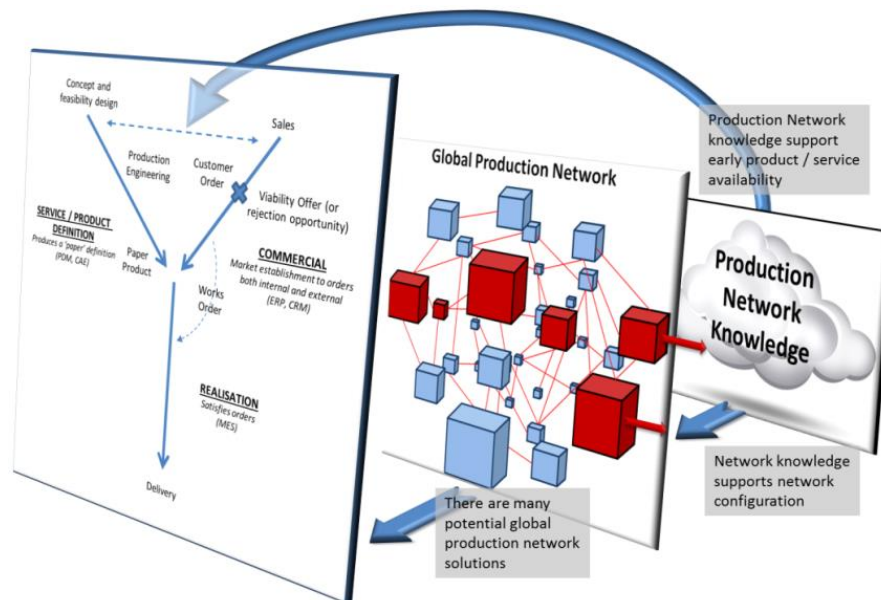 Concept and
feasibility design
Sales
Production
Engineering
Customer
Order
Viability Offer (or
rejection opportunity)
SERVICE / PRODUCT
DEFINITION
Produces a 'paper' definition
(PDM, CAE)
Paper
Product
COMMERCIAL
Market establishment to orders
both internal and external
(ERP, CRM)
Works
Order
REALISATION
Satisfies orders
(MES)
Delivery
Global Production Network
There are many
potential global
production network
solutions
Production Network
knowledge support
early product / service
availability
Production
Network
Knowledge
Network knowledge
supports network
configuration